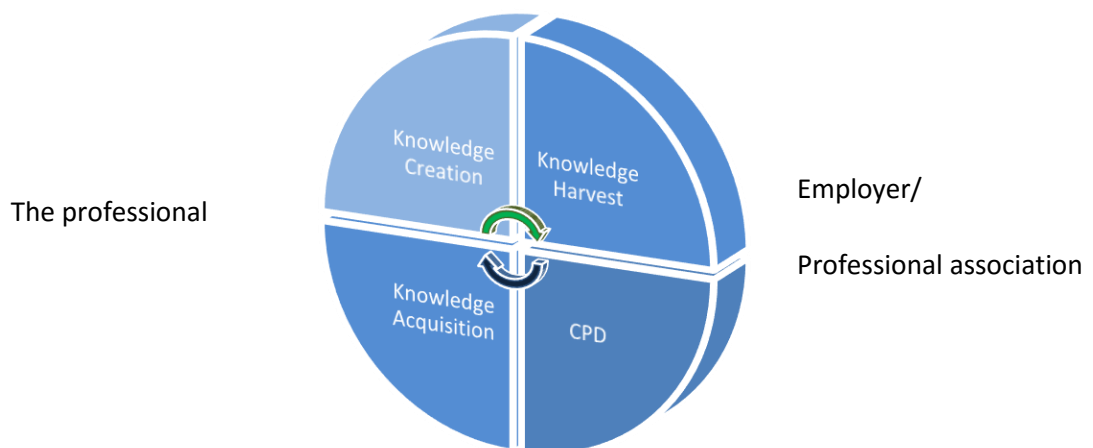 Knowledge
Creation
Knowledge
Harvest
The professional
Employer/
Professional association
Knowledge
Acquisition
CPD